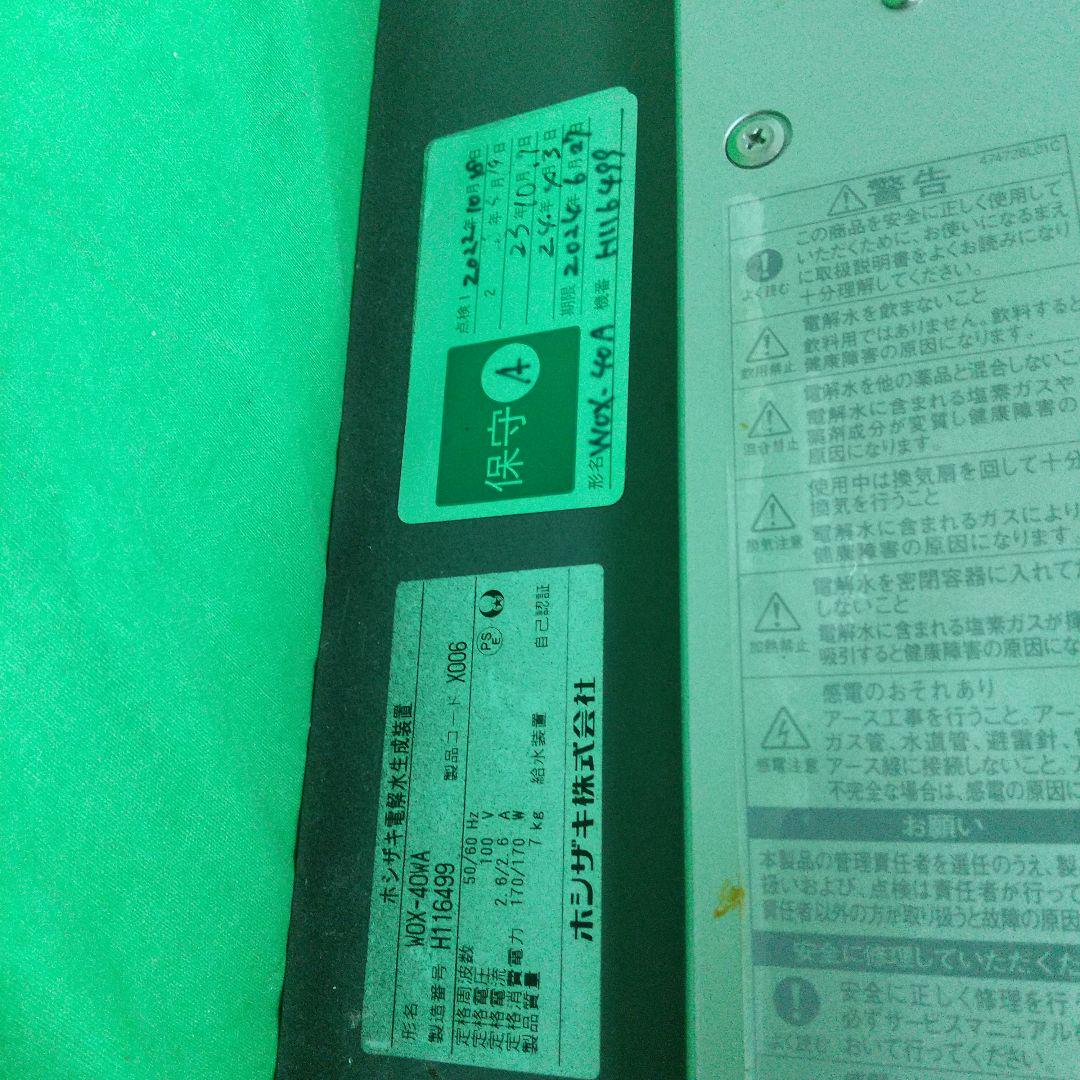 点検1 2022年10月18日
2
23年10月17日
24年4月3日
期限 2024年6月27日
保守 A
形名 WOX-40A 機番 H116499
ホシザキ電解水生成装置
形名 WOX-40WA
製造番号 H116499 製品コード X006
定格周波数 50/60 Hz
定格電圧 100 V
定格電流 2.6/2.6 A
定格消費電力 170/170 W
製品質量 7 kg 給水装置 自己認証
PS
E
ホシザキ株式会社
474728L01C
警告
よく読む
この商品を安全に正しく使用して
いただくため、お使いになるまえ
に取扱説明書をよくお読みになり
十分理解してください。
飲用禁止
電解水を飲まないこと
飲料用ではありません。飲料すると
健康障害の原因になります。
混合禁止
電解水を他の薬品と混合しないこ
電解水に含まれる塩素ガスや
薬剤成分が変質し健康障害の
原因になります。
換気注意
使用中は換気扇を回して十分
換気を行うこと
電解水に含まれるガスにより
健康障害の原因になります。
加熱禁止
電解水を密閉容器に入れて
しないこと
電解水に含まれる塩素ガスが
吸引すると健康障害の原因にな
感電注意
感電のおそれあり
アース工事を行うこと。アー
ス管、水道管、避雷針、
アース線に接続しないこと。
不完全な場合は、感電の原因に
お願い
本製品の管理責任者を選任のうえ、製
扱いおよび、点検は責任者が行って
責任者以外の方が取り扱うと故障の原因
安全に修理していただくた
よく読む
安全に正しく修理を行
必ず マニュアル
おいて行ってください